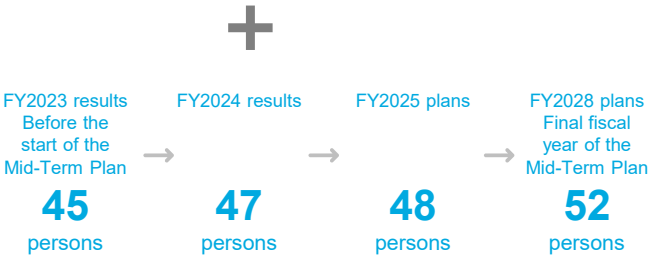 FY2023 results
Before the
start of the
Mid-Term Plan
45
persons
FY2024 results
47
persons
FY2025 plans
48
persons
FY2028 plans
Final fiscal
year of the
Mid-Term Plan
52
persons